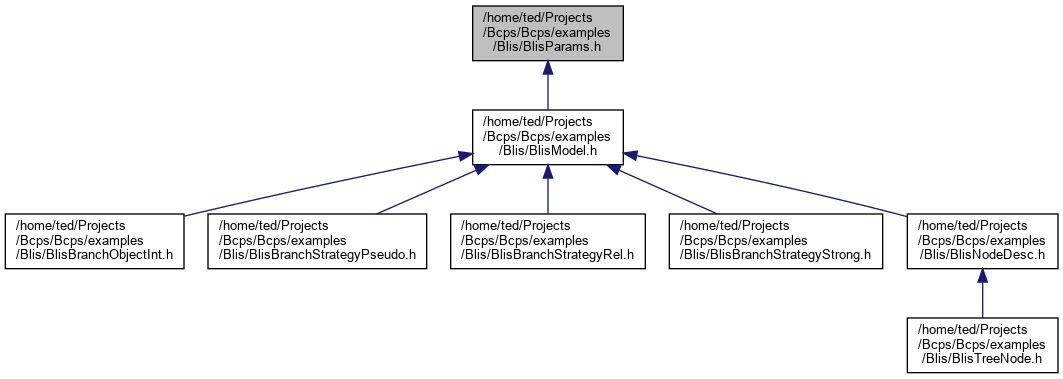 /home/ted/Projects
/Bcps/Bcps/examples
/Blis/BlisParams.h
/home/ted/Projects
/Bcps/Bcps/examples
/Blis/BlisModel.h
/home/ted/Projects
/Bcps/Bcps/examples
/Blis/BlisBranchObjectInt.h
/home/ted/Projects
/Bcps/Bcps/examples
/Blis/BlisBranchStrategyPseudo.h
/home/ted/Projects
/Bcps/Bcps/examples
/Blis/BlisBranchStrategyRel.h
/home/ted/Projects
/Bcps/Bcps/examples
/Blis/BlisBranchStrategyStrong.h
/home/ted/Projects
/Bcps/Bcps/examples
/Blis/BlisNodeDesc.h
/home/ted/Projects
/Bcps/Bcps/examples
/Blis/BlisTreeNode.h